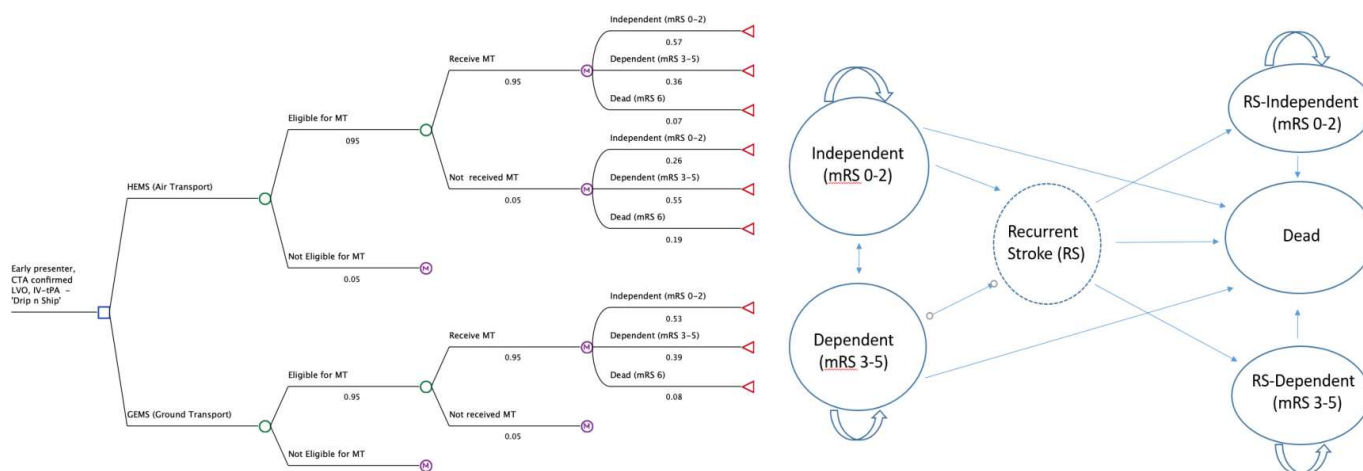 Independent (mRS 0-2)
0.57
Receive MT
Dependent (mRS 3-5)
0.95
0.36
Dead (mRS 6)
0.07
Eligible for MT
095
Independent (mRS 0-2)
0.26
Not received MT
Dependent (mRS 3-5)
0.05
0.55
Dead (mRS 6)
0.19
HEMS (Air Transport)
Not Eligible for MT
0.05
Early presenter,
CTA confirmed
LVO, IV-tPA -
'Drip n Ship'
Independent (mRS 0-2)
0.53
Receive MT
Dependent (mRS 3-5)
0.95
0.39
Dead (mRS 6)
0.08
Eligible for MT
0.95
Not received MT
0.05
GEMS (Ground Transport)
Not Eligible for MT
M
M
M
M
M
M
Independent
(mRS 0-2)
Dependent
(mRS 3-5)
Recurrent
Stroke (RS)
RS-Independent
(mRS 0-2)
Dead
RS-Dependent
(mRS 3-5)